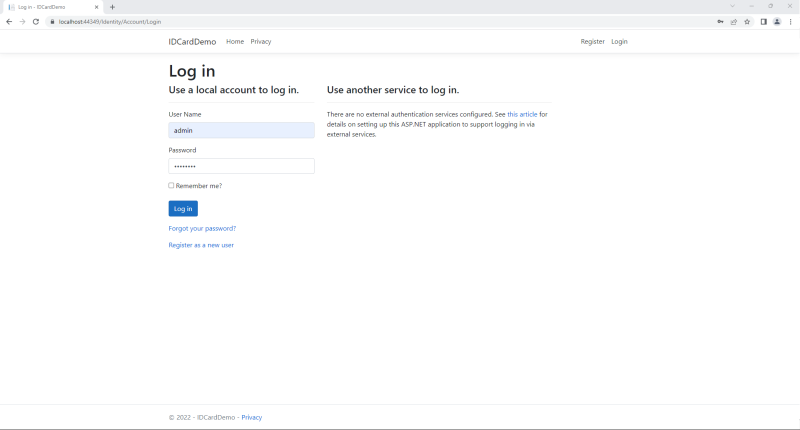 Log in - IDCardDemo
localhost:44349/Identity/Account/Login
IDCardDemo Home Privacy Register Login
Log in
Use a local account to log in.
User Name
admin
Password
••••••••
Remember me?
Log in
Forgot your password?
Register as a new user
Use another service to log in.
There are no external authentication services configured. See this article for
details on setting up this ASP.NET application to support logging in via
external services.
© 2022 - IDCardDemo - Privacy